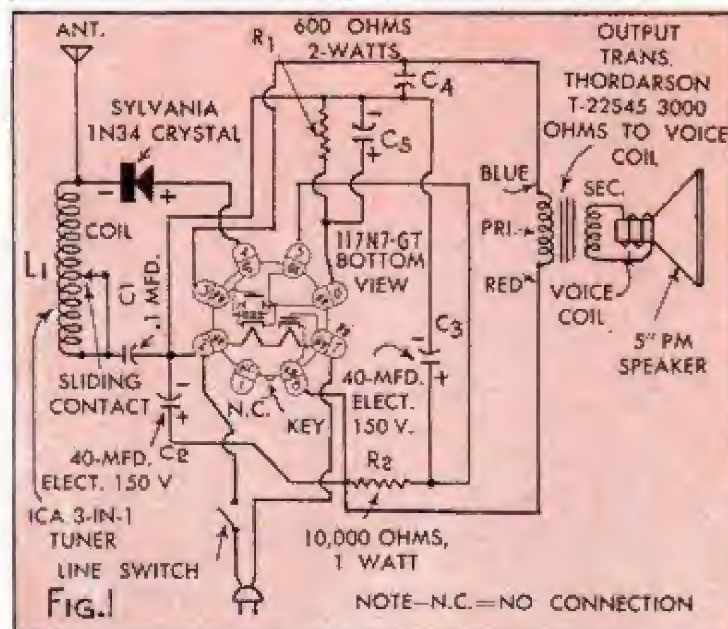 ANT.
SYLVANIA
1N34 CRYSTAL
R1
600 OHMS
2-WATTS
C4
C5
OUTPUT
TRANS.
THORDARSON
T-22545 3000
OHMS TO VOICE
COIL
BLUE
SEC.
PRI.
RED
VOICE
COIL
5" PM
SPEAKER
COIL
L1
C1
.1 MFD.
117N7-GT
BOTTOM
VIEW
SLIDING
CONTACT
N.C.
KEY
C3
40-MFD.
ELECT.
150 V.
C2
40-MFD.
ELECT. 150 V
R2
10,000 OHMS,
1 WATT
ICA 3-IN-1
TUNER
LINE SWITCH
FIG.1
NOTE-N.C.=NO CONNECTION
- +
- +
- +
- +